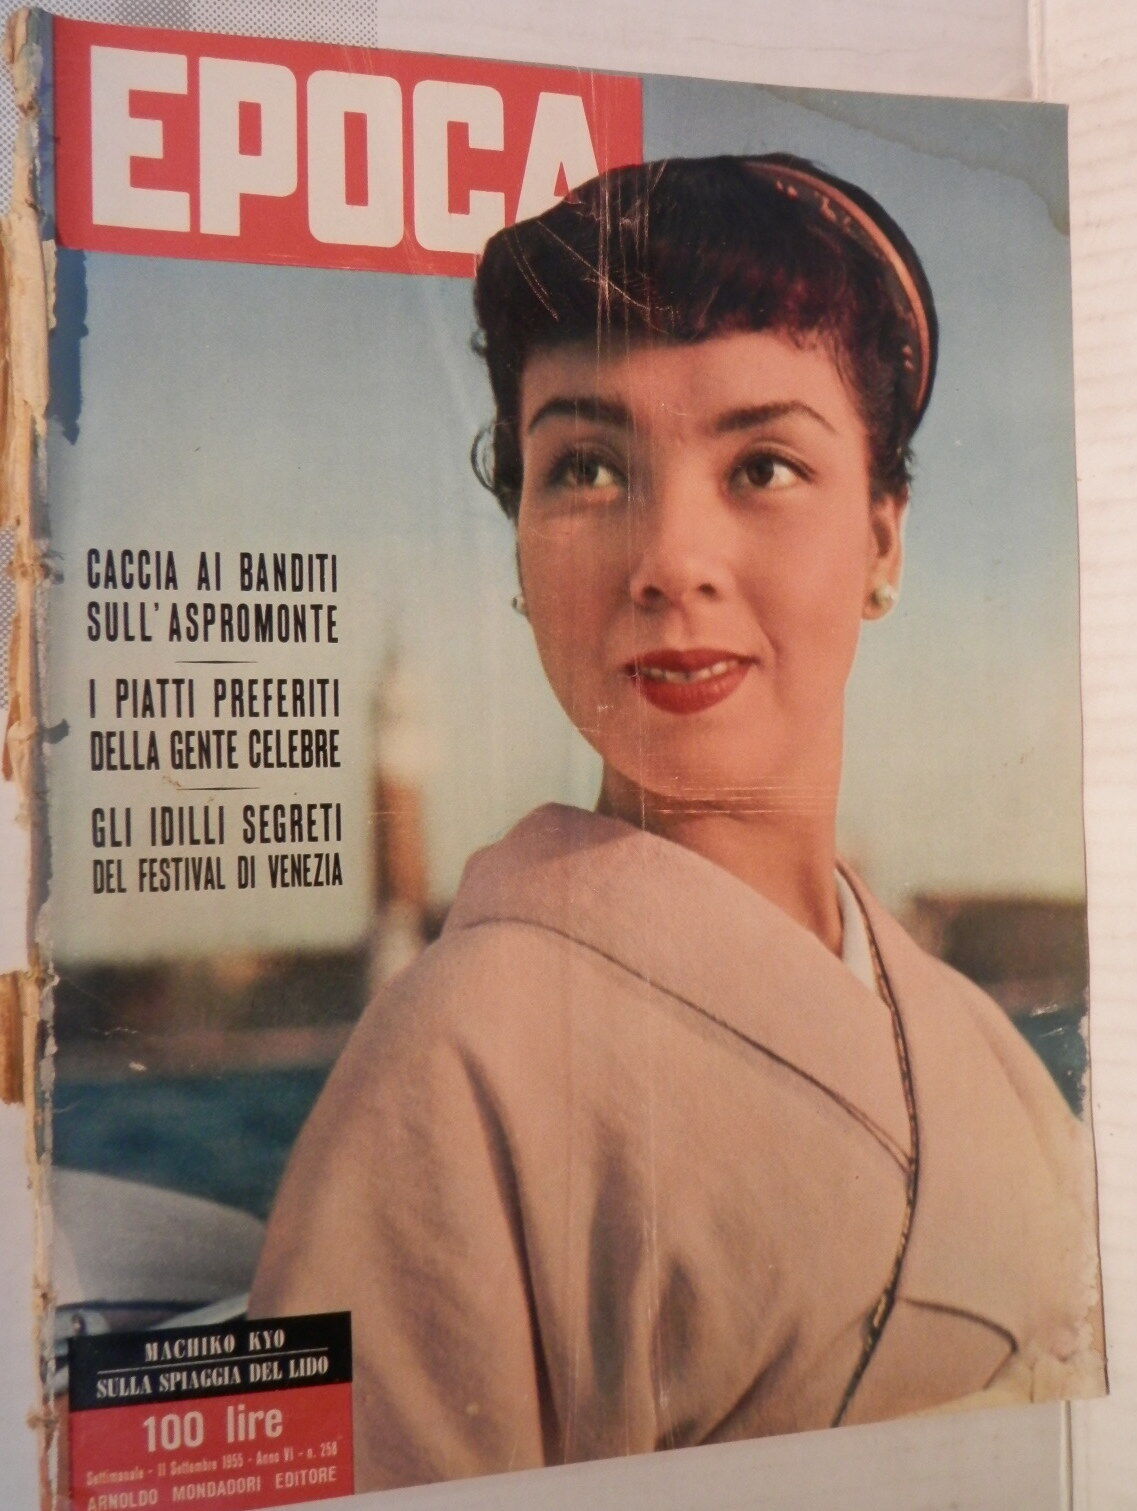 EPOCA
CACCIA AI BANDITI
SULL'ASPROMONTE
I PIATTI PREFERITI
DELLA GENTE CELEBRE
GLI IDILLI SEGRETI
DEL FESTIVAL DI VENEZIA
MACHIKO KYO
SULLA SPIAGGIA DEL LIDO
100 lire
Settimanale - 11 Settembre 1955 - Anno VI - n. 258
ARNOLDO MONDADORI EDITORE